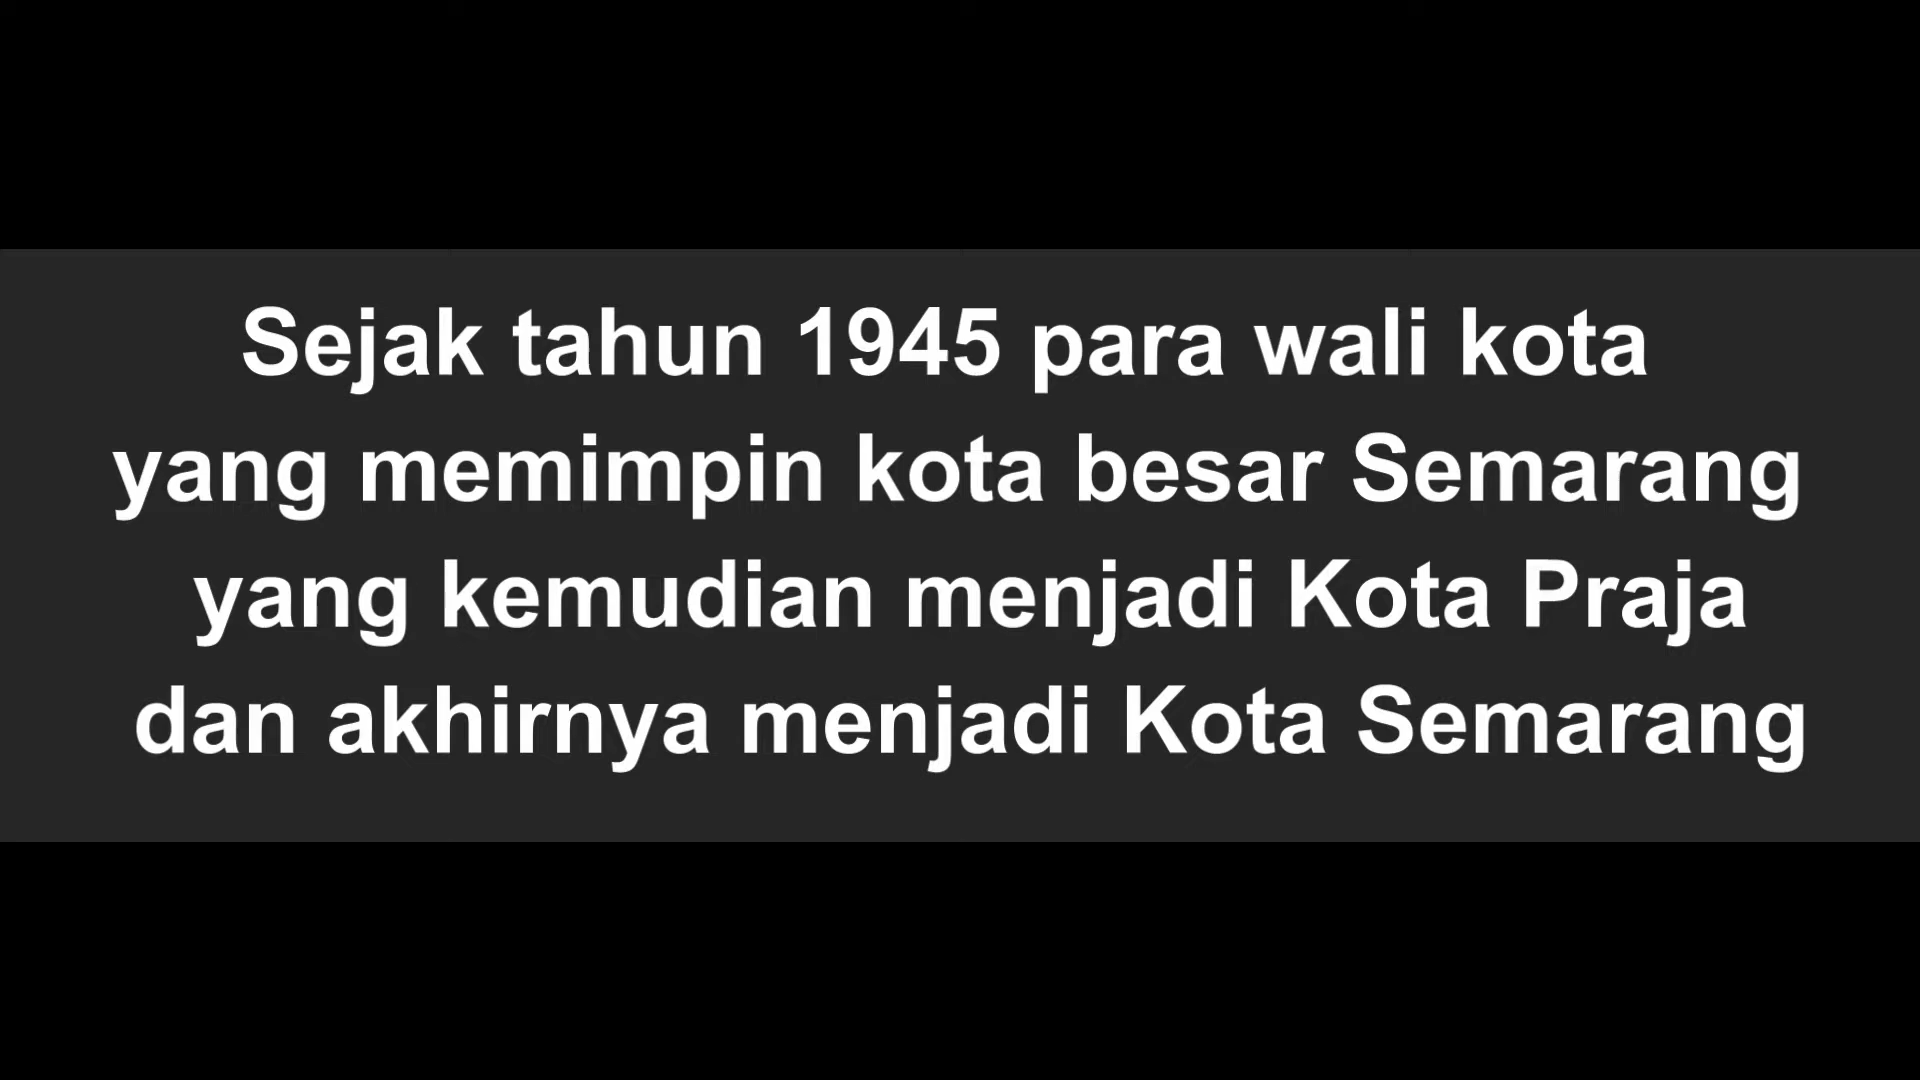 Sejak tahun 1945 para wali kota
yang memimpin kota besar Semarang
yang kemudian menjadi Kota Praja
dan akhirnya menjadi Kota Semarang